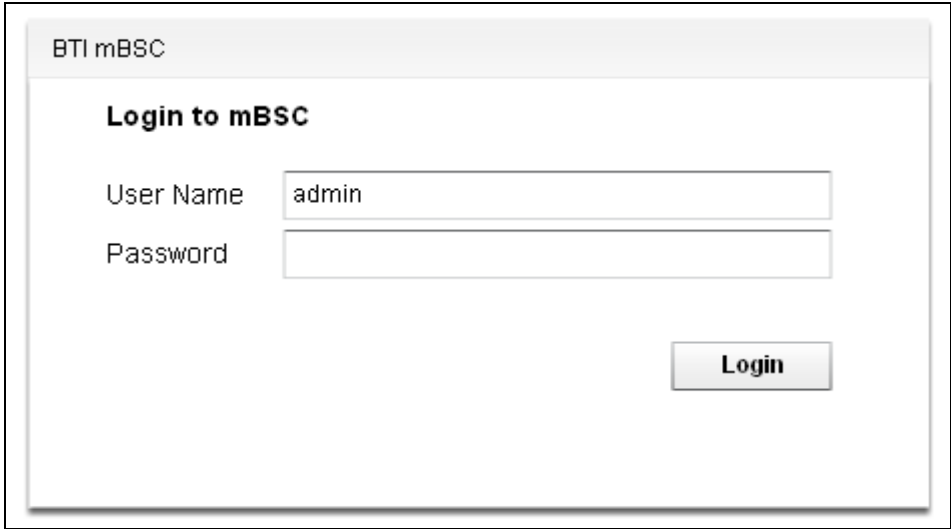 BTI mBSC
Login to mBSC
User Name admin
Password
Login